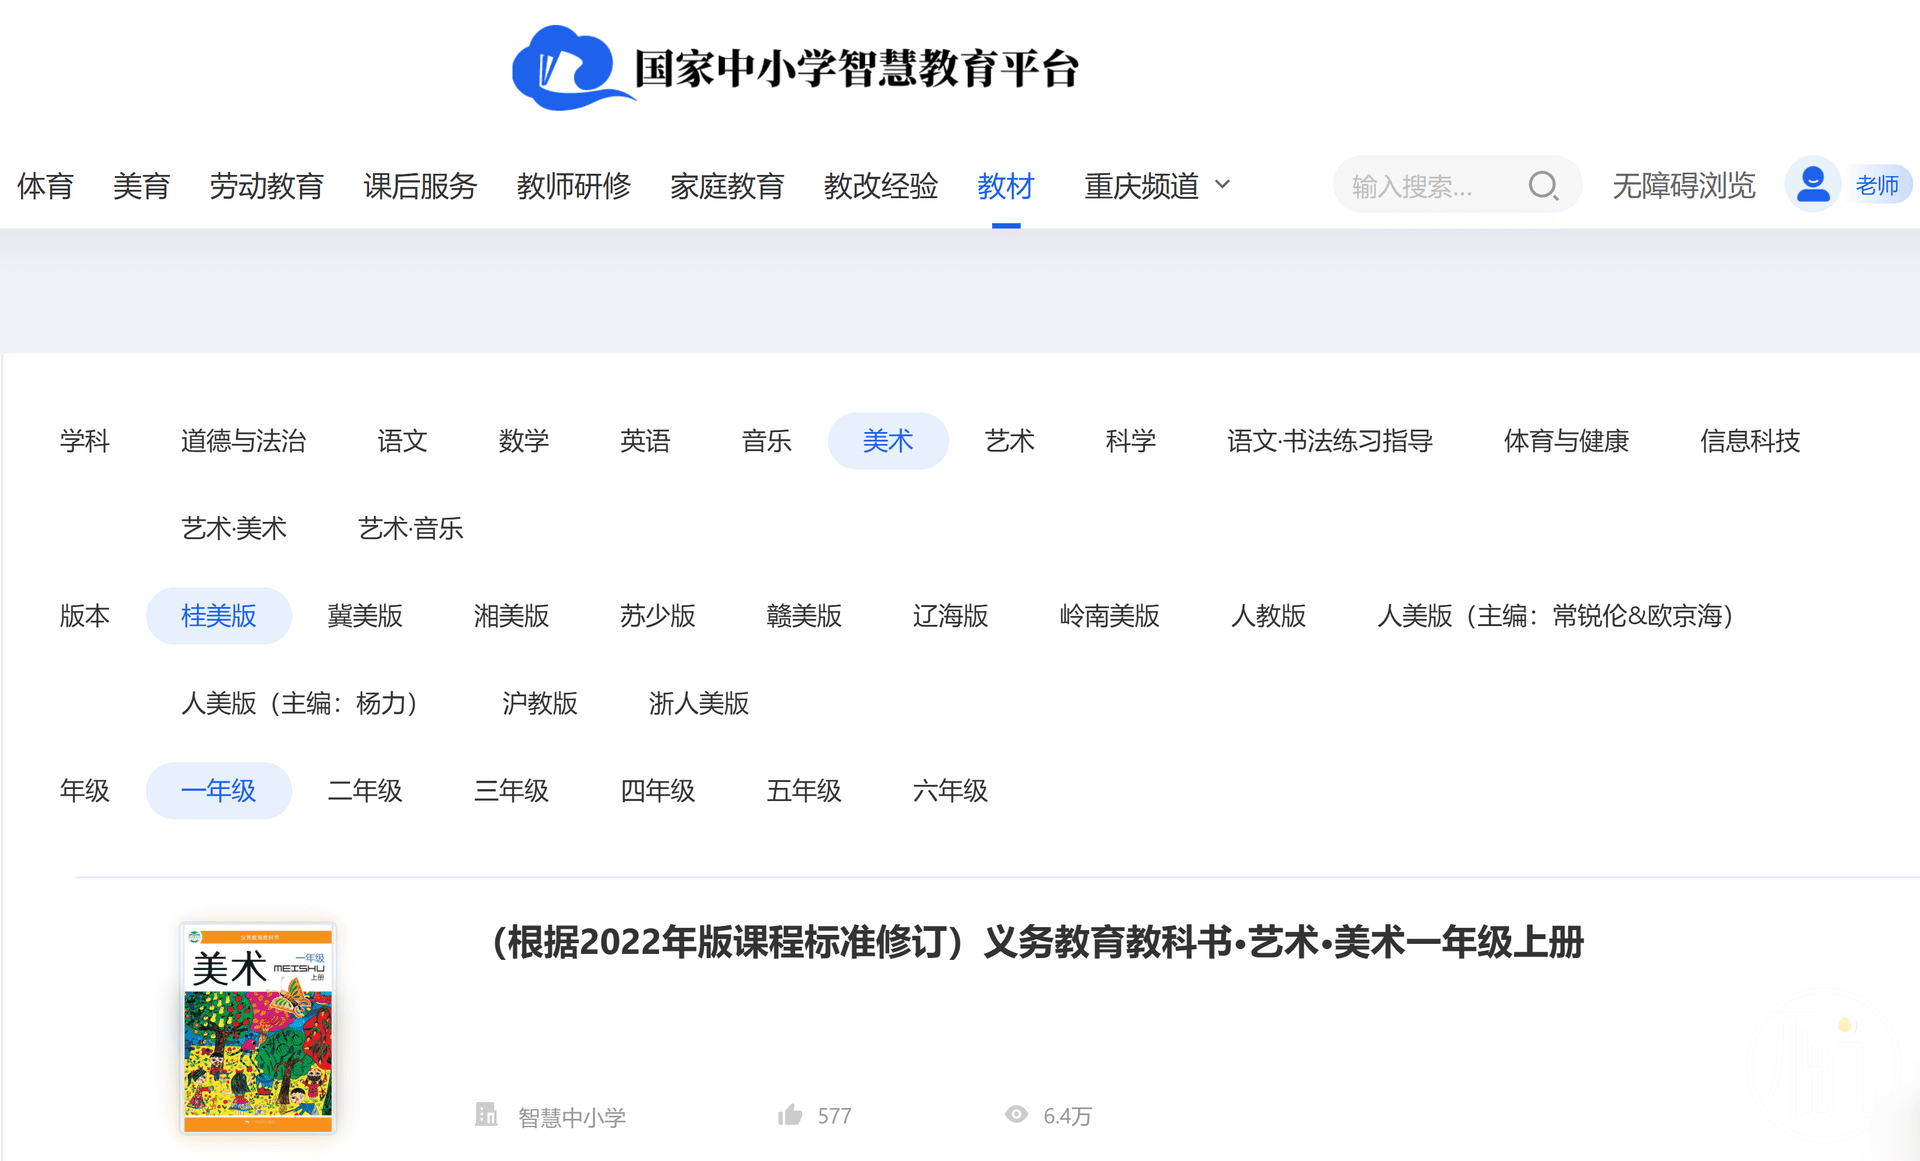 国家中小学智慧教育平台
体育 美育 劳动教育 课后服务 教师研修 家庭教育 教改经验 教材 重庆频道 输入搜索... 无障碍浏览 老师
学科 道德与法治 语文 数学 英语 音乐 美术 艺术 科学 语文·书法练习指导 体育与健康 信息科技
艺术·美术 艺术·音乐
版本 桂美版 冀美版 湘美版 苏少版 赣美版 辽海版 岭南美版 人教版 人美版（主编：常锐伦&欧京海）
人美版（主编：杨力） 沪教版 浙人美版
年级 一年级 二年级 三年级 四年级 五年级 六年级
（根据2022年版课程标准修订）义务教育教科书•艺术•美术一年级上册
义务教育教科书
美术 一年级
MEISHU
上册
智慧中小学 577 6.4万